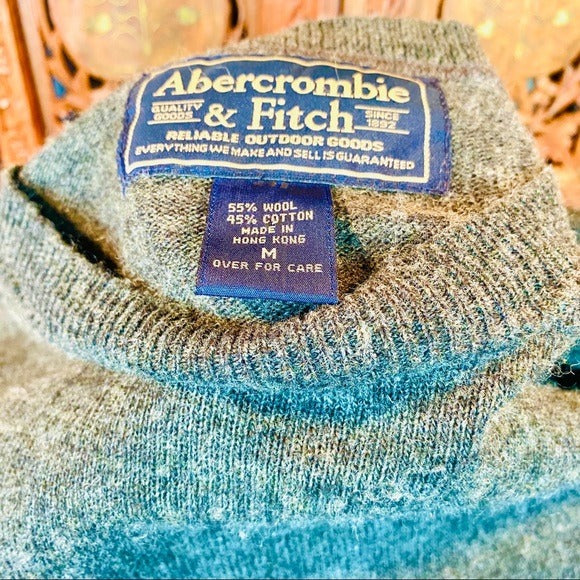 Abercrombie
QUALITY GOODS & Fitch SINCE 1892
RELIABLE OUTDOOR GOODS
EVERYTHING WE MAKE AND SELL IS GUARANTEED
55% WOOL
45% COTTON
MADE IN
HONG KONG
M
OVER FOR CARE